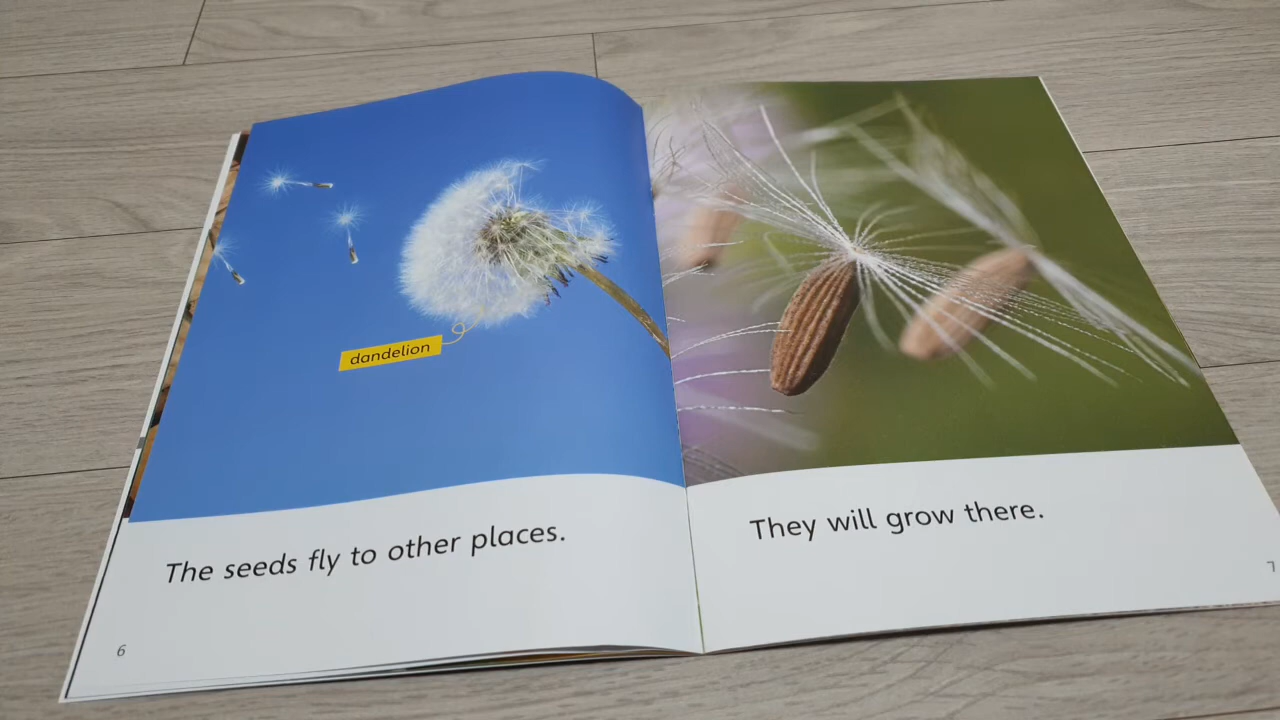 dandelion
The seeds fly to other places.
6
They will grow there.
7